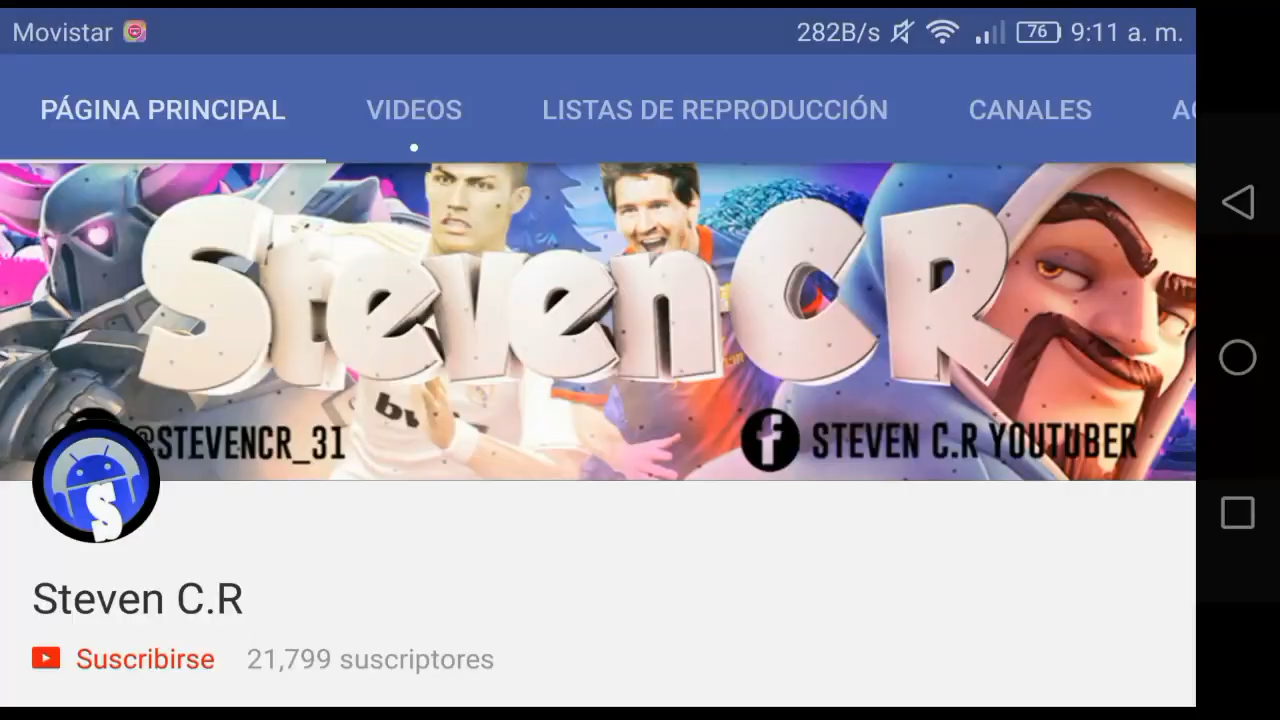 Movistar 282B/s 76 9:11 a. m.
PÁGINA PRINCIPAL VIDEOS LISTAS DE REPRODUCCIÓN CANALES
StevenCR
@STEVENCR_31 f STEVEN C.R YOUTUBER
S
Steven C.R
Suscribirse 21,799 suscriptores